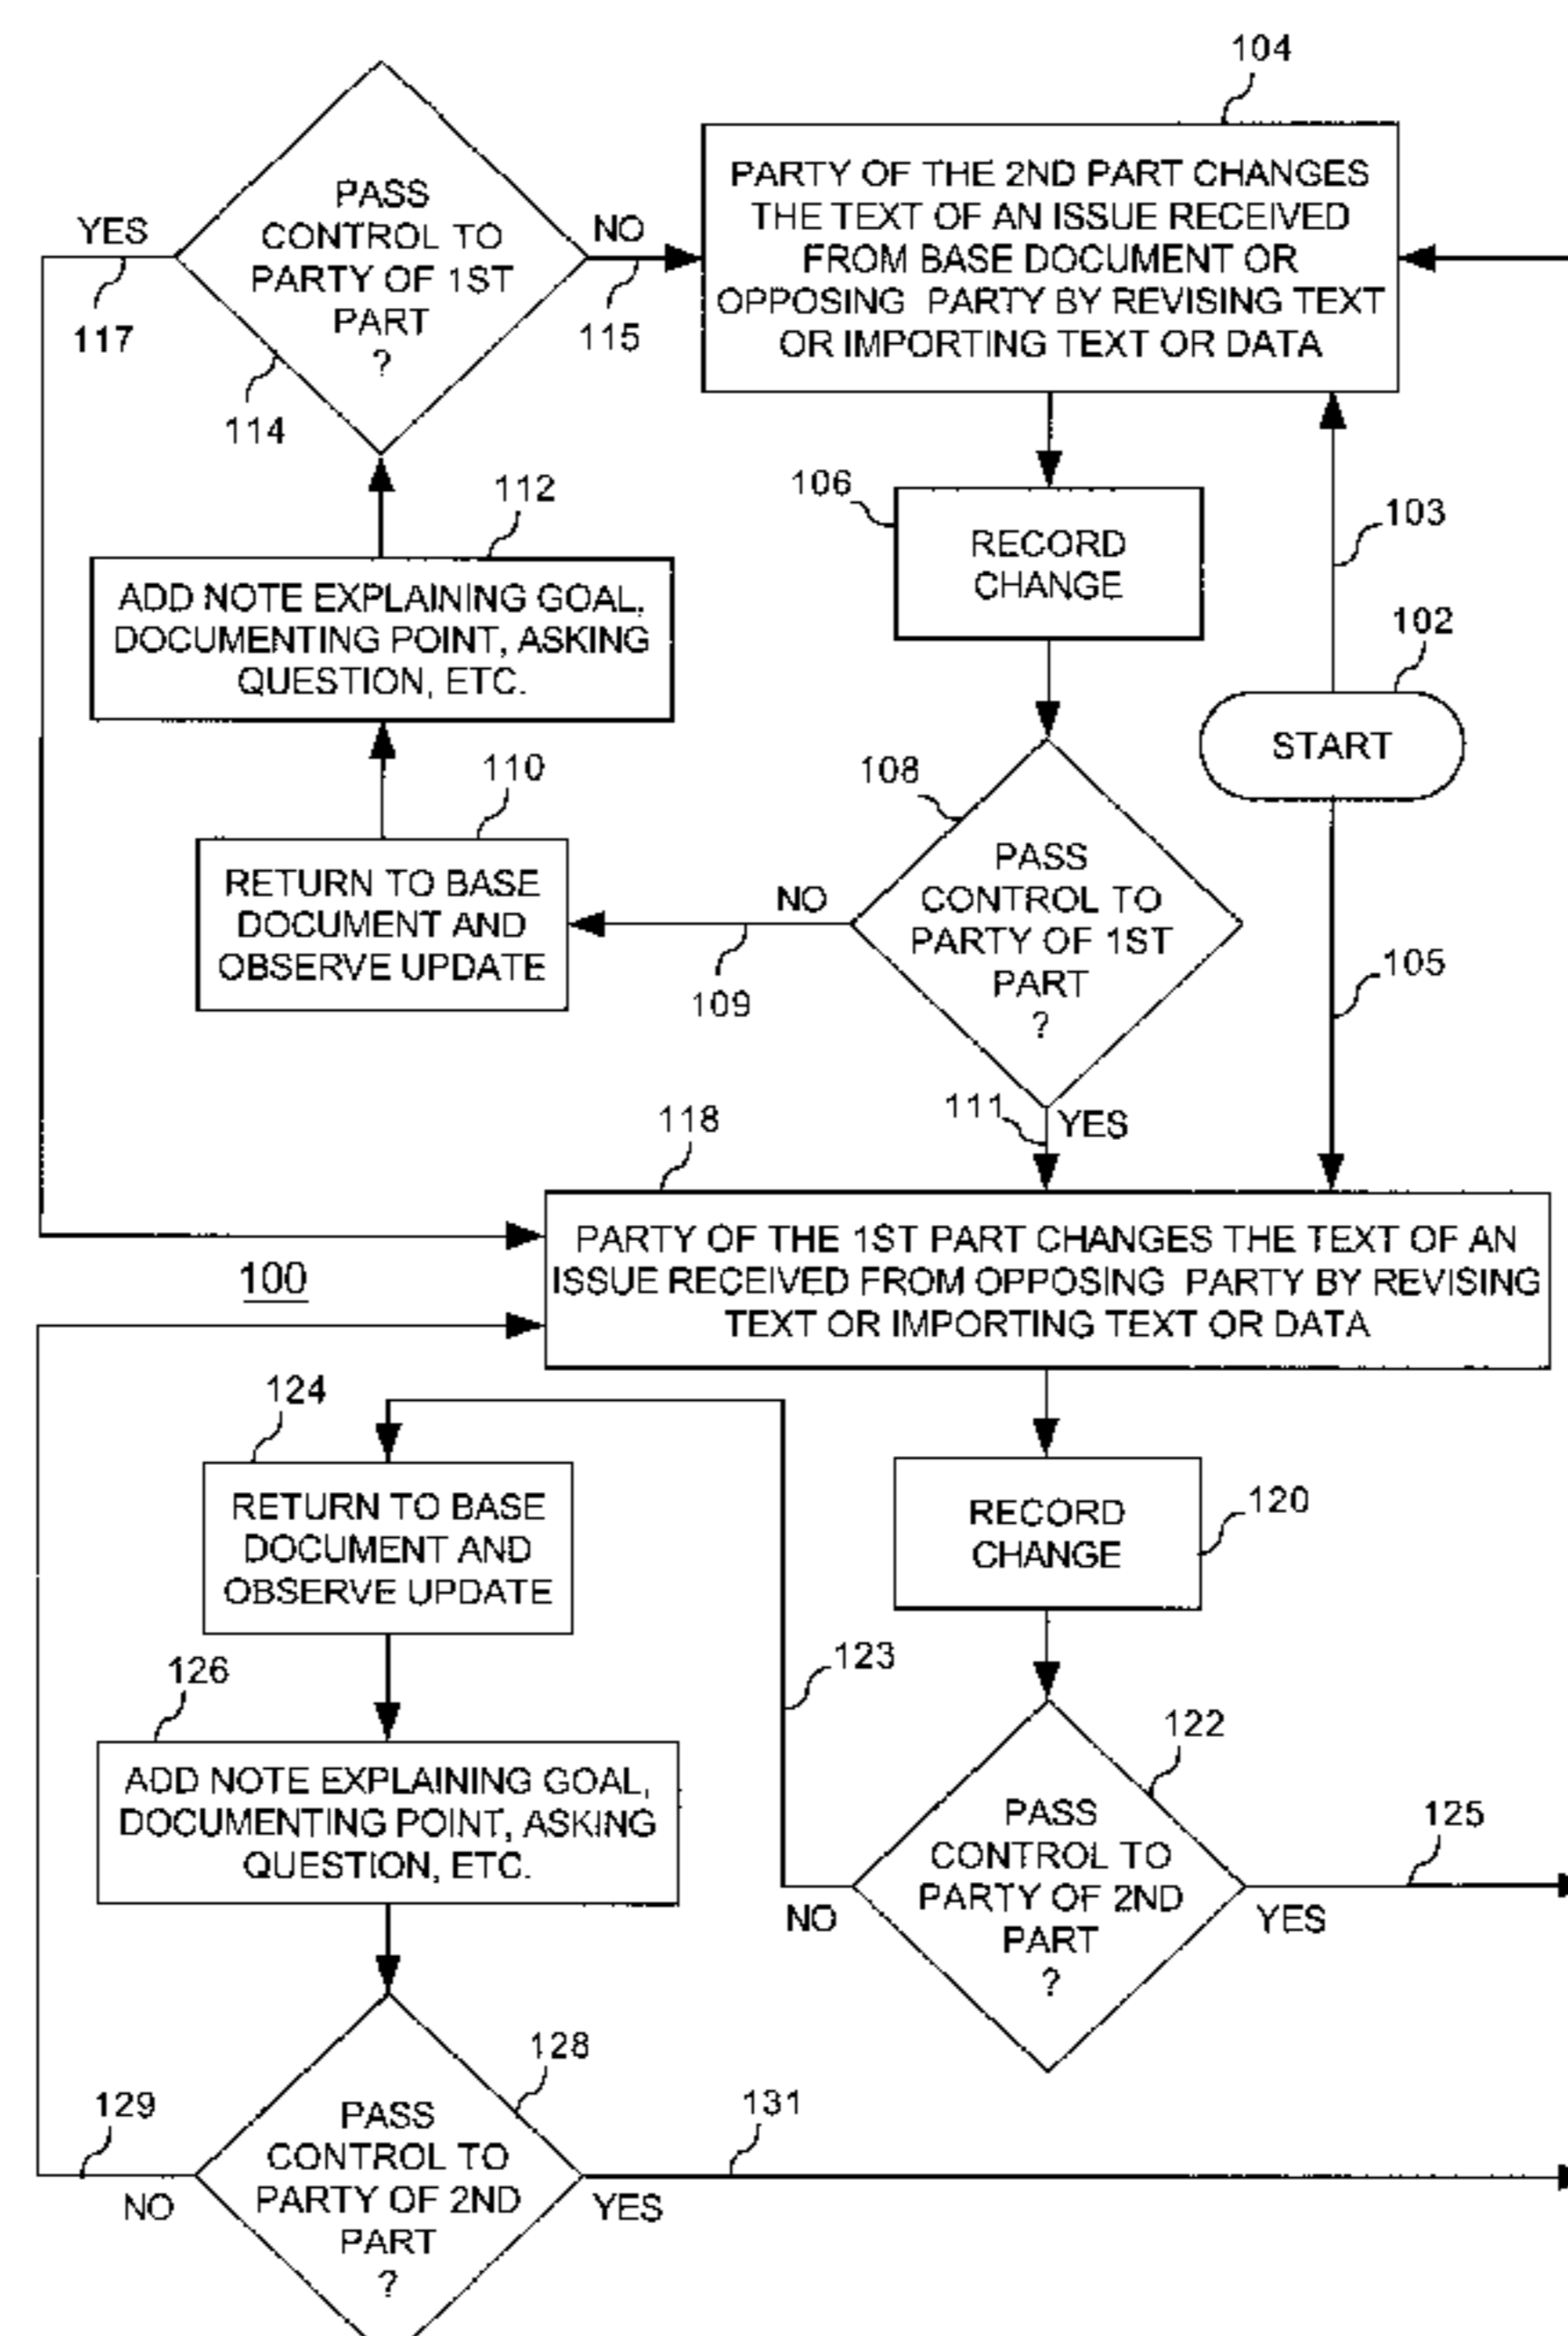 104
PASS
CONTROL TO
PARTY OF 1ST
PART
?
YES
NO
117
115
114
PARTY OF THE 2ND PART CHANGES
THE TEXT OF AN ISSUE RECEIVED
FROM BASE DOCUMENT OR
OPPOSING PARTY BY REVISING TEXT
OR IMPORTING TEXT OR DATA
112
106
103
RECORD
CHANGE
ADD NOTE EXPLAINING GOAL,
DOCUMENTING POINT, ASKING
QUESTION, ETC.
102
START
110
108
RETURN TO BASE
DOCUMENT AND
OBSERVE UPDATE
NO
109
PASS
CONTROL TO
PARTY OF 1ST
PART
?
105
111
YES
118
PARTY OF THE 1ST PART CHANGES THE TEXT OF AN
ISSUE RECEIVED FROM OPPOSING PARTY BY REVISING
TEXT OR IMPORTING TEXT OR DATA
100
124
RETURN TO BASE
DOCUMENT AND
OBSERVE UPDATE
RECORD
CHANGE
120
123
126
ADD NOTE EXPLAINING GOAL,
DOCUMENTING POINT, ASKING
QUESTION, ETC.
122
PASS
CONTROL TO
PARTY OF 2ND
PART
?
NO
YES
125
128
129
131
PASS
CONTROL TO
PARTY OF 2ND
PART
?
NO
YES